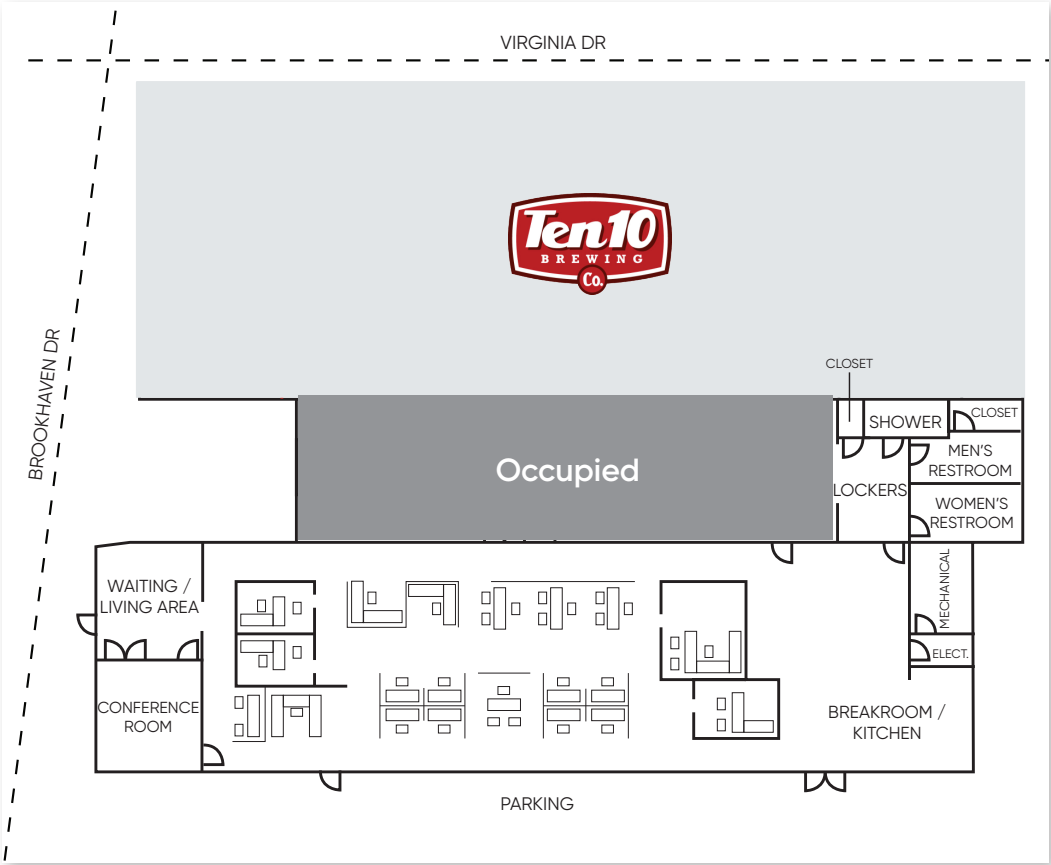 VIRGINIA DR
Ten10
BREWING
Co.
BROOKHAVEN DR
CLOSET
SHOWER
CLOSET
MEN'S
RESTROOM
Occupied
LOCKERS
WOMEN'S
RESTROOM
WAITING /
LIVING AREA
MECHANICAL
ELECT.
CONFERENCE
ROOM
BREAKROOM /
KITCHEN
PARKING